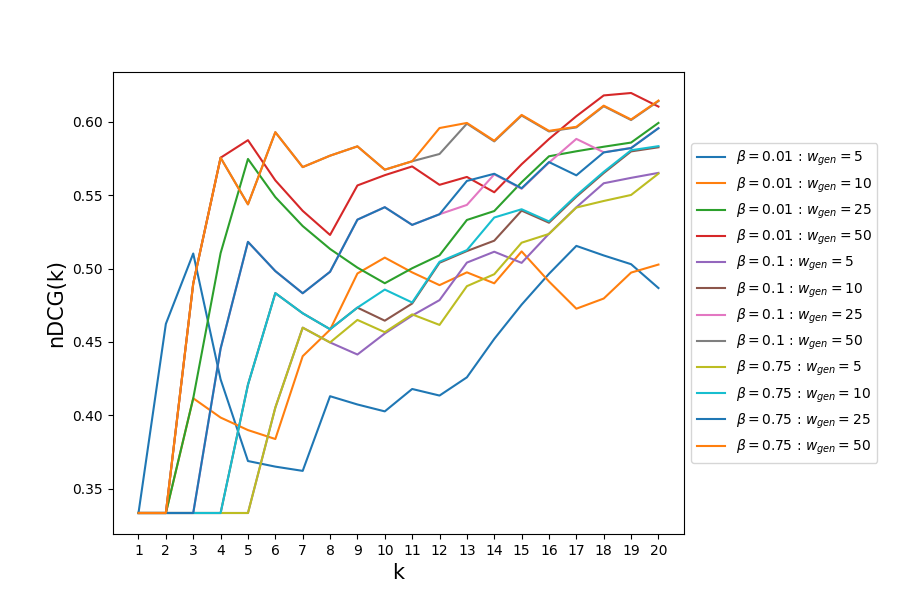 nDCG(k)
0.60
0.55
0.50
0.45
0.40
0.35
1 2 3 4 5 6 7 8 9 10 11 12 13 14 15 16 17 18 19 20
k
β = 0.01 : w_gen = 5
β = 0.01 : w_gen = 10
β = 0.01 : w_gen = 25
β = 0.01 : w_gen = 50
β = 0.1 : w_gen = 5
β = 0.1 : w_gen = 10
β = 0.1 : w_gen = 25
β = 0.1 : w_gen = 50
β = 0.75 : w_gen = 5
β = 0.75 : w_gen = 10
β = 0.75 : w_gen = 25
β = 0.75 : w_gen = 50